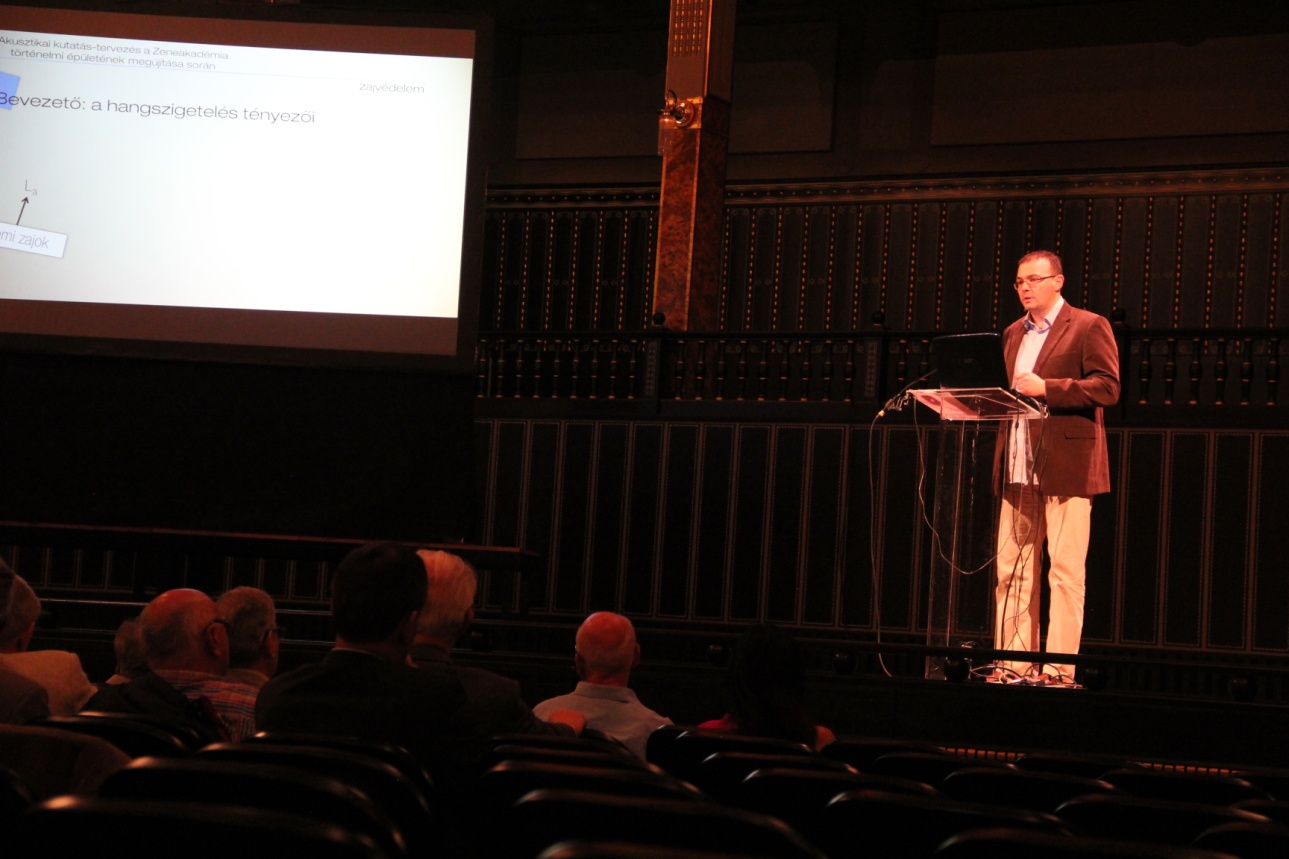 Akusztikai kutatás-tervezés a Zeneakadémia
történelmi épületének megújítása során
zajvédelem
Bevezető: a hangszigetelés tényezői
L3
zajok